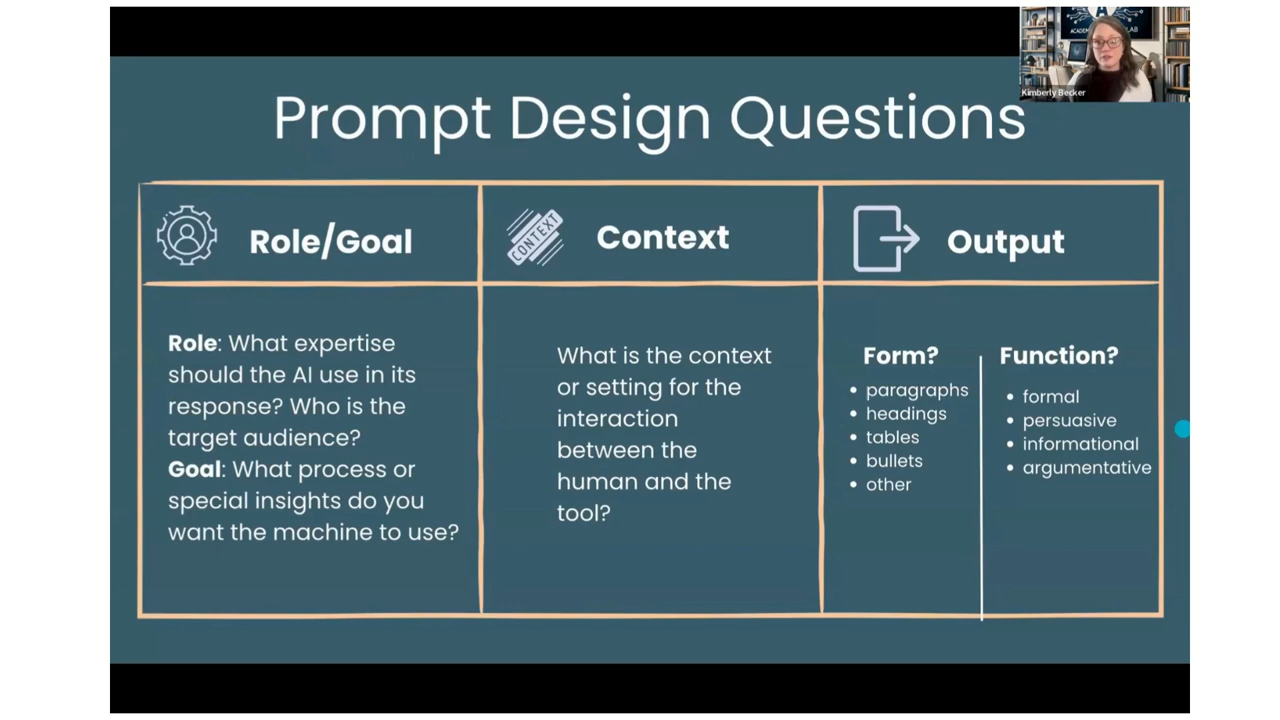 Kimberly Becker
Prompt Design Questions
Role/Goal
CONTEXT
Context
Output
Role: What expertise
should the AI use in its
response? Who is the
target audience?
Goal: What process or
special insights do you
want the machine to use?
What is the context
or setting for the
interaction
between the
human and the
tool?
Form?
• paragraphs
• headings
• tables
• bullets
• other
Function?
• formal
• persuasive
• informational
• argumentative